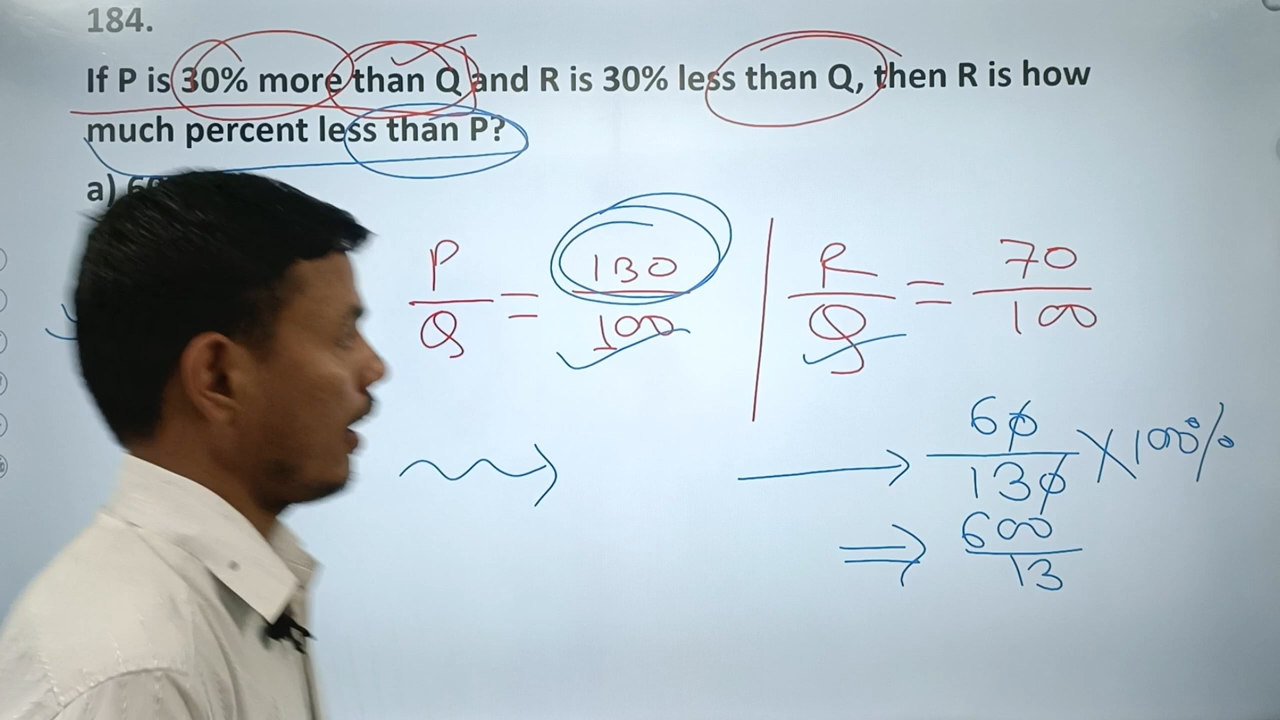 184.
If P is 30% more than Q and R is 30% less than Q, then R is how
much percent less than P?
a)
P/Q = 130/100 | R/Q = 70/100
→ 60/130 × 100%
⇒ 600/13